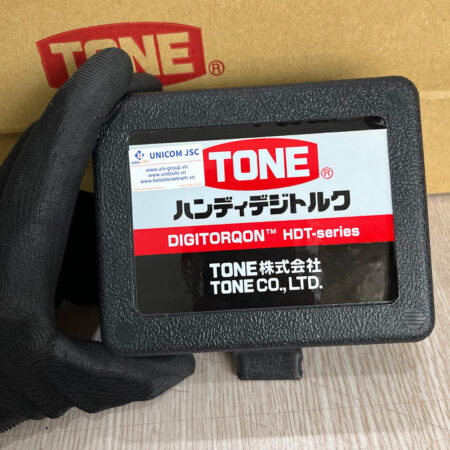 TONE®
UNICOM JSC
www.uni-group.vn
www.unitools.vn
www.kstoolsvietnam.vn
TONE®
ハンディデジトルク
DIGITORQON™ HDT-series
TONE株式会社
TONE CO., LTD.